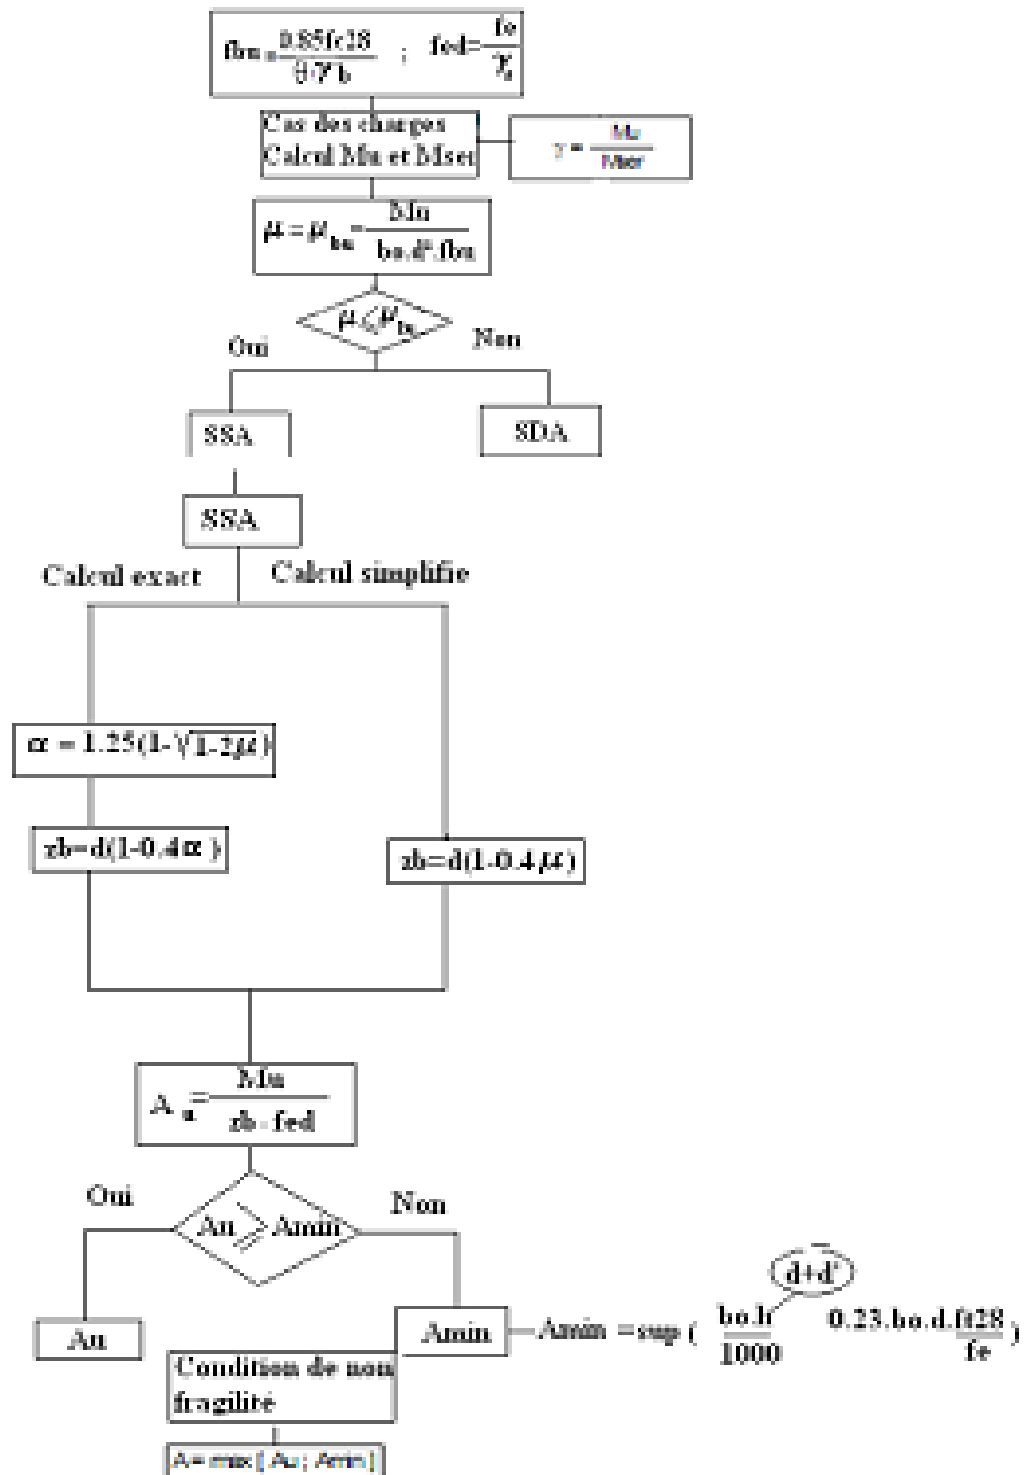 fbu=0.85fc28/θγb ; fed=fe/γs
Cas des charges
Calcul Mu et Mser
γ = Mu/Mser
μ=μbu=Mu/bo.d².fbu
μ⩽μbu
Oui
Non
SSA
SDA
SSA
Calcul exact
Calcul simplifie
α = 1.25(1-√1-2μ)
zb=d(1-0.4α)
zb=d(1-0.4μ)
Au=Mu/zb.fed
Oui
Non
Au ⩾ Amin
d+d'
Au
Amin
Amin =sup ( bo.h/1000 0.23.bo.d.ft28/fe )
Condition de non
fragilité
A= max ( Au ; Amin )